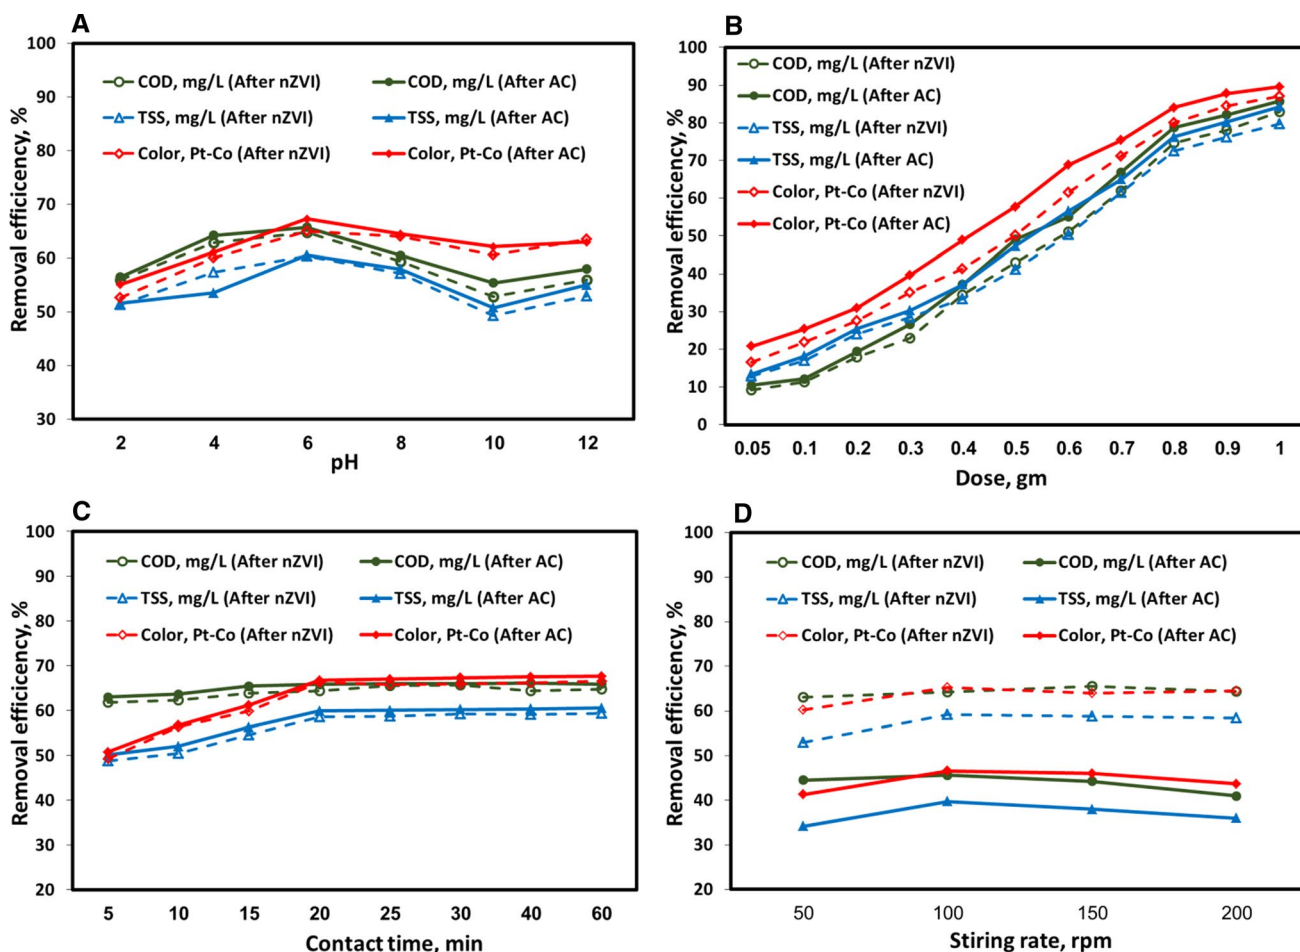 A
Removal efficicency, %
100
90
80
70
60
50
40
30
COD, mg/L (After nZVI)
COD, mg/L (After AC)
TSS, mg/L (After nZVI)
TSS, mg/L (After AC)
Color, Pt-Co (After nZVI)
Color, Pt-Co (After AC)
2 4 6 8 10 12
pH
B
Removal efficicency, %
100
90
80
70
60
50
40
30
20
10
0
COD, mg/L (After nZVI)
COD, mg/L (After AC)
TSS, mg/L (After nZVI)
TSS, mg/L (After AC)
Color, Pt-Co (After nZVI)
Color, Pt-Co (After AC)
0.05 0.1 0.2 0.3 0.4 0.5 0.6 0.7 0.8 0.9 1
Dose, gm
C
Removal efficicency, %
100
90
80
70
60
50
40
30
20
COD, mg/L (After nZVI)
COD, mg/L (After AC)
TSS, mg/L (After nZVI)
TSS, mg/L (After AC)
Color, Pt-Co (After nZVI)
Color, Pt-Co (After AC)
5 10 15 20 25 30 40 60
Contact time, min
D
Removal efficicency, %
100
90
80
70
60
50
40
30
20
COD, mg/L (After nZVI)
COD, mg/L (After AC)
TSS, mg/L (After nZVI)
TSS, mg/L (After AC)
Color, Pt-Co (After nZVI)
Color, Pt-Co (After AC)
50 100 150 200
Stiring rate, rpm